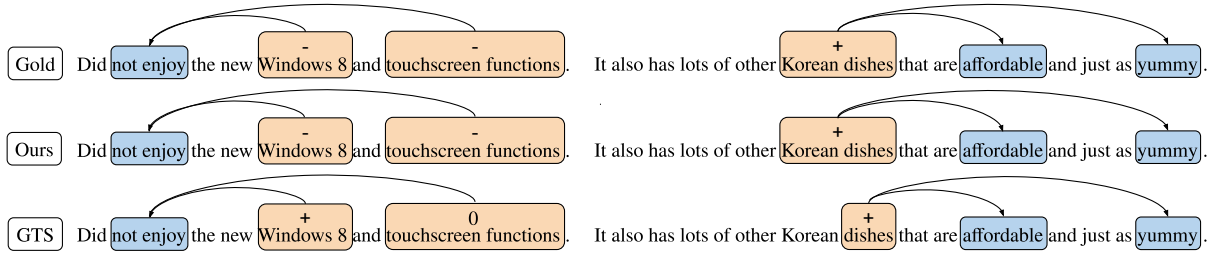 - - +
Gold Did not enjoy the new Windows 8 and touchscreen functions. It also has lots of other Korean dishes that are affordable and just as yummy.
- - +
Ours Did not enjoy the new Windows 8 and touchscreen functions. It also has lots of other Korean dishes that are affordable and just as yummy.
+ 0 +
GTS Did not enjoy the new Windows 8 and touchscreen functions. It also has lots of other Korean dishes that are affordable and just as yummy.